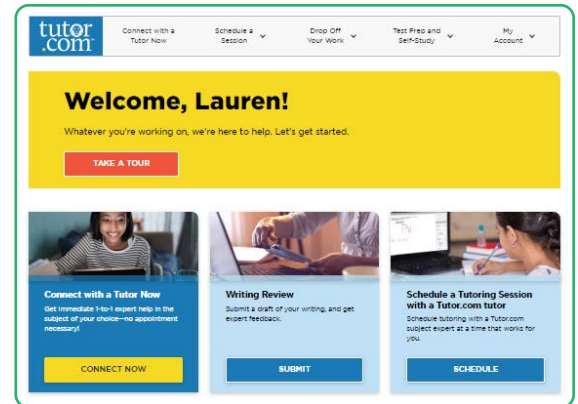 tutor
.com
Connect with a
Tutor Now
Schedule a
Session
Drop Off
Your Work
Test Prep and
Self-Study
My
Account
Welcome, Lauren!
Whatever you're working on, we're here to help. Let's get started.
TAKE A TOUR
Connect with a Tutor Now
Get immediate 1-to-1 expert help in the
subject of your choice—no appointment
necessary!
CONNECT NOW
Writing Review
Submit a draft of your writing, and get
expert feedback.
SUBMIT
Schedule a Tutoring Session
with a Tutor.com tutor
Schedule tutoring with a Tutor.com
subject expert at a time that works for
you.
SCHEDULE